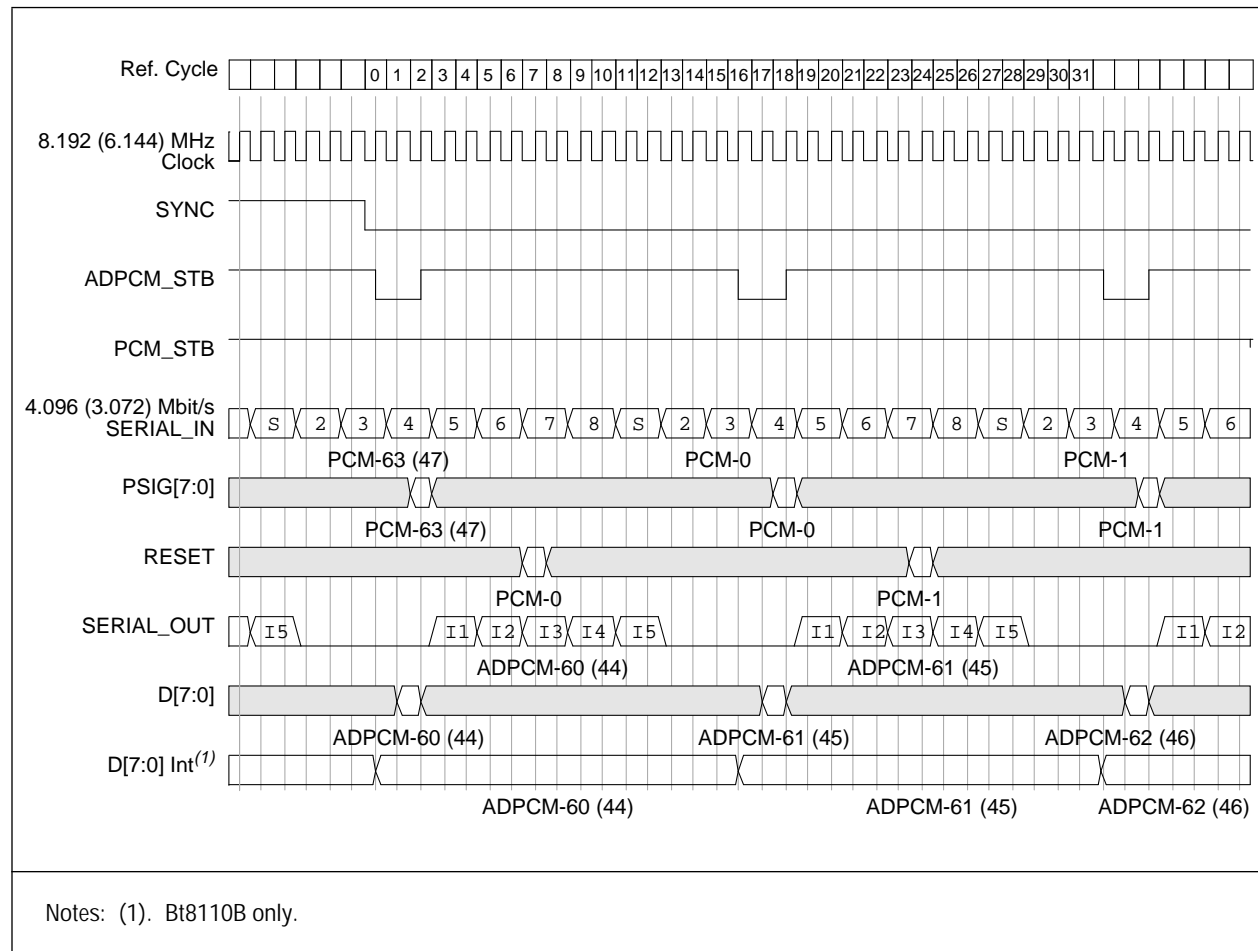 Ref. Cycle 0 1 2 3 4 5 6 7 8 9 10 11 12 13 14 15 16 17 18 19 20 21 22 23 24 25 26 27 28 29 30 31
8.192 (6.144) MHz
Clock
SYNC
ADPCM_STB
PCM_STB
4.096 (3.072) Mbit/s
SERIAL_IN S 2 3 4 5 6 7 8 S 2 3 4 5 6 7 8 S 2 3 4 5 6
PCM-63 (47) PCM-0 PCM-1
PSIG[7:0]
PCM-63 (47) PCM-0 PCM-1
RESET
PCM-0 PCM-1
SERIAL_OUT I5 I1 I2 I3 I4 I5 I1 I2 I3 I4 I5 I1 I2
ADPCM-60 (44) ADPCM-61 (45)
D[7:0]
ADPCM-60 (44) ADPCM-61 (45) ADPCM-62 (46)
D[7:0] Int(1)
ADPCM-60 (44) ADPCM-61 (45) ADPCM-62 (46)
Notes: (1). Bt8110B only.